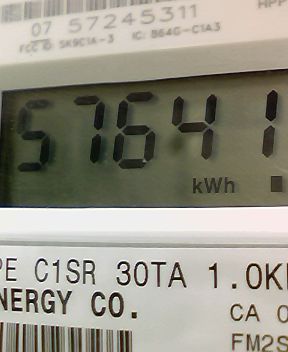 07 57245311
FCC ID: SK9C1A-3 IC: 864G-C1A3
57641
kWh
PE C1SR 30TA 1.0K
NERGY CO.
CA 0
FM2S